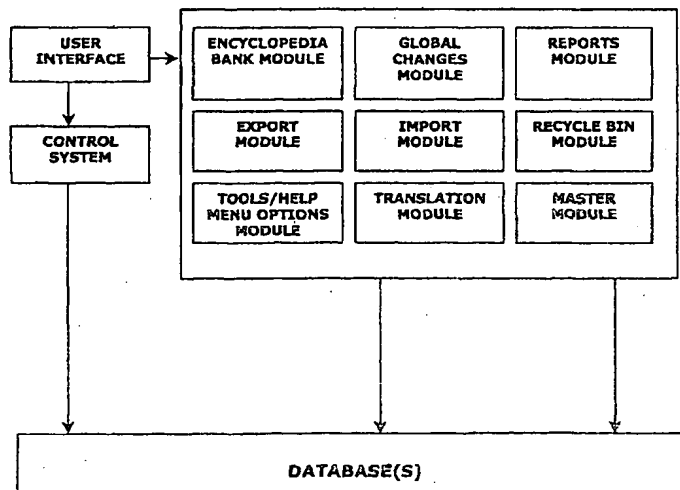 USER
INTERFACE
ENCYCLOPEDIA
BANK MODULE
GLOBAL
CHANGES
MODULE
REPORTS
MODULE
CONTROL
SYSTEM
EXPORT
MODULE
IMPORT
MODULE
RECYCLE BIN
MODULE
TOOLS/HELP
MENU OPTIONS
MODULE
TRANSLATION
MODULE
MASTER
MODULE
DATABASE(S)